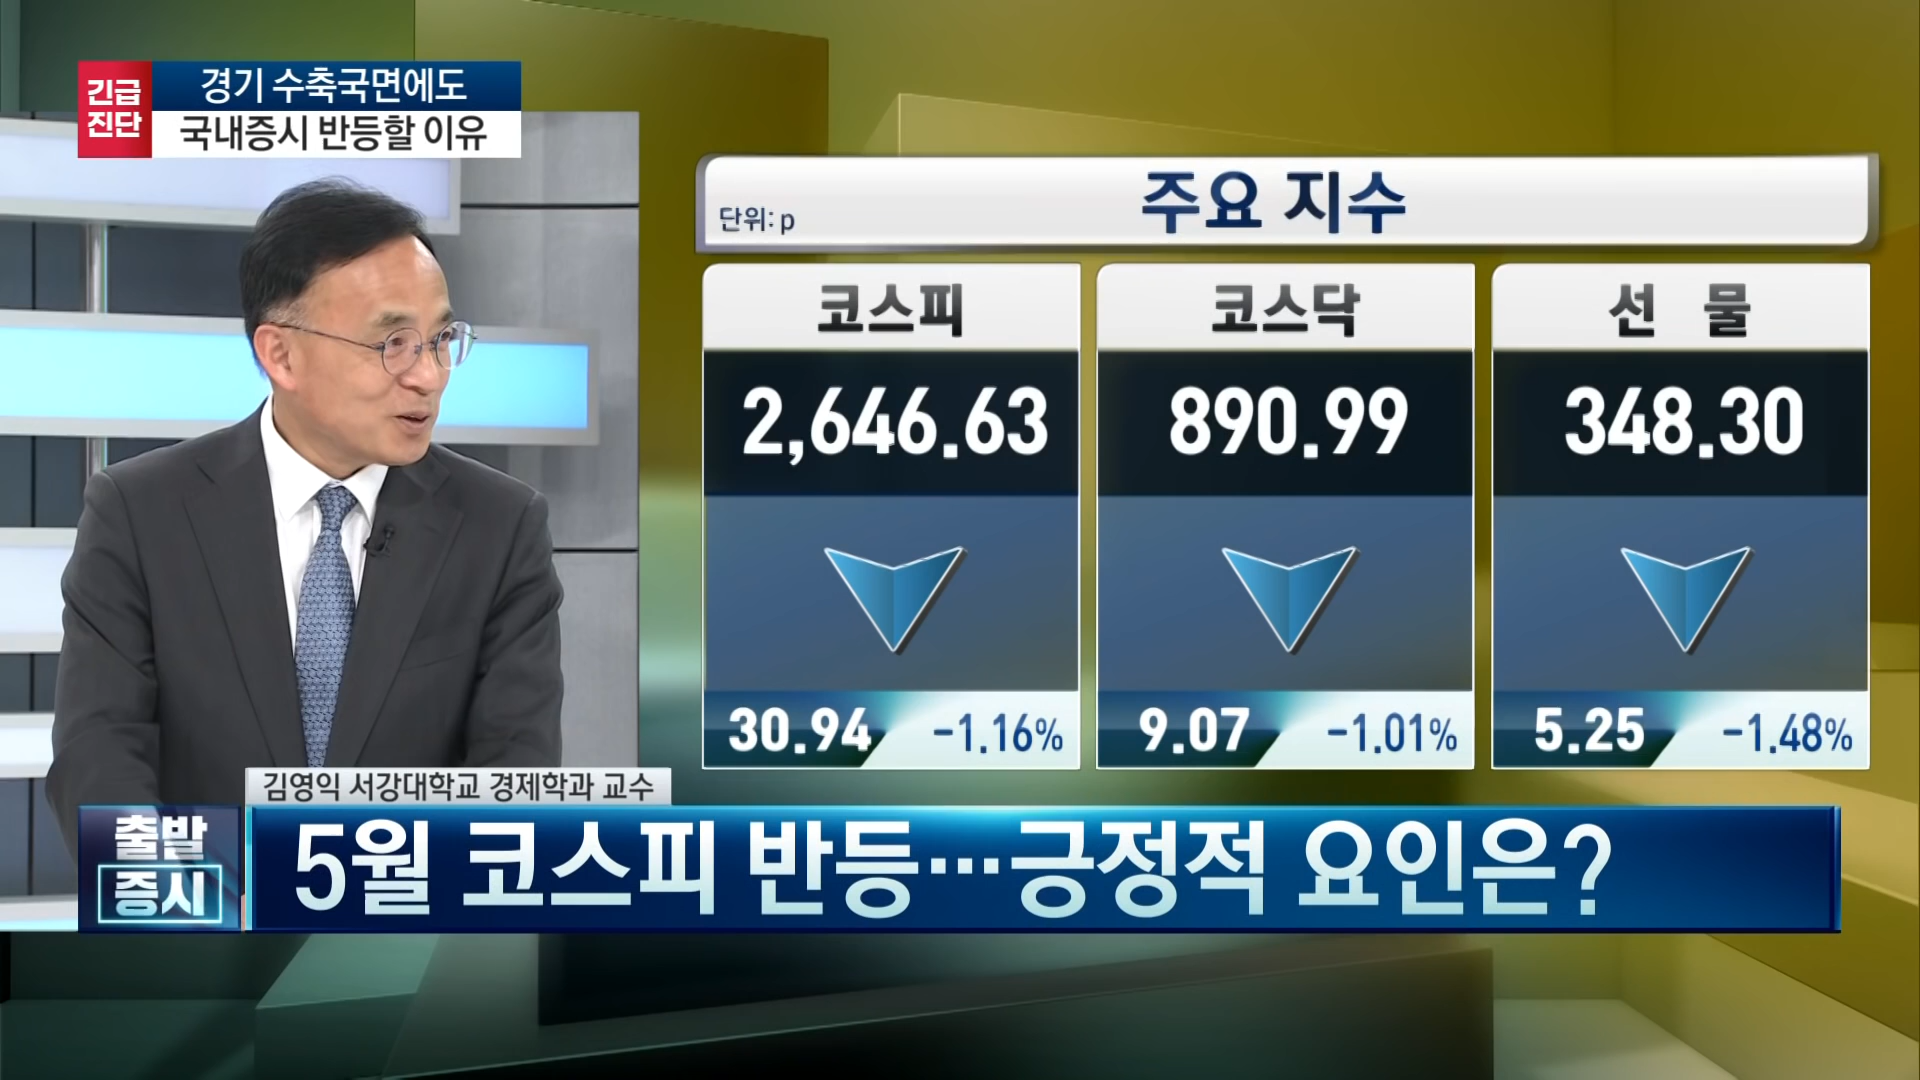 긴급
진단
경기 수축국면에도
국내증시 반등할 이유
주요 지수
단위: p
코스피
2,646.63
30.94 -1.16%
코스닥
890.99
9.07 -1.01%
선 물
348.30
5.25 -1.48%
김영익 서강대학교 경제학과 교수
출발
증시
5월 코스피 반등…긍정적 요인은?